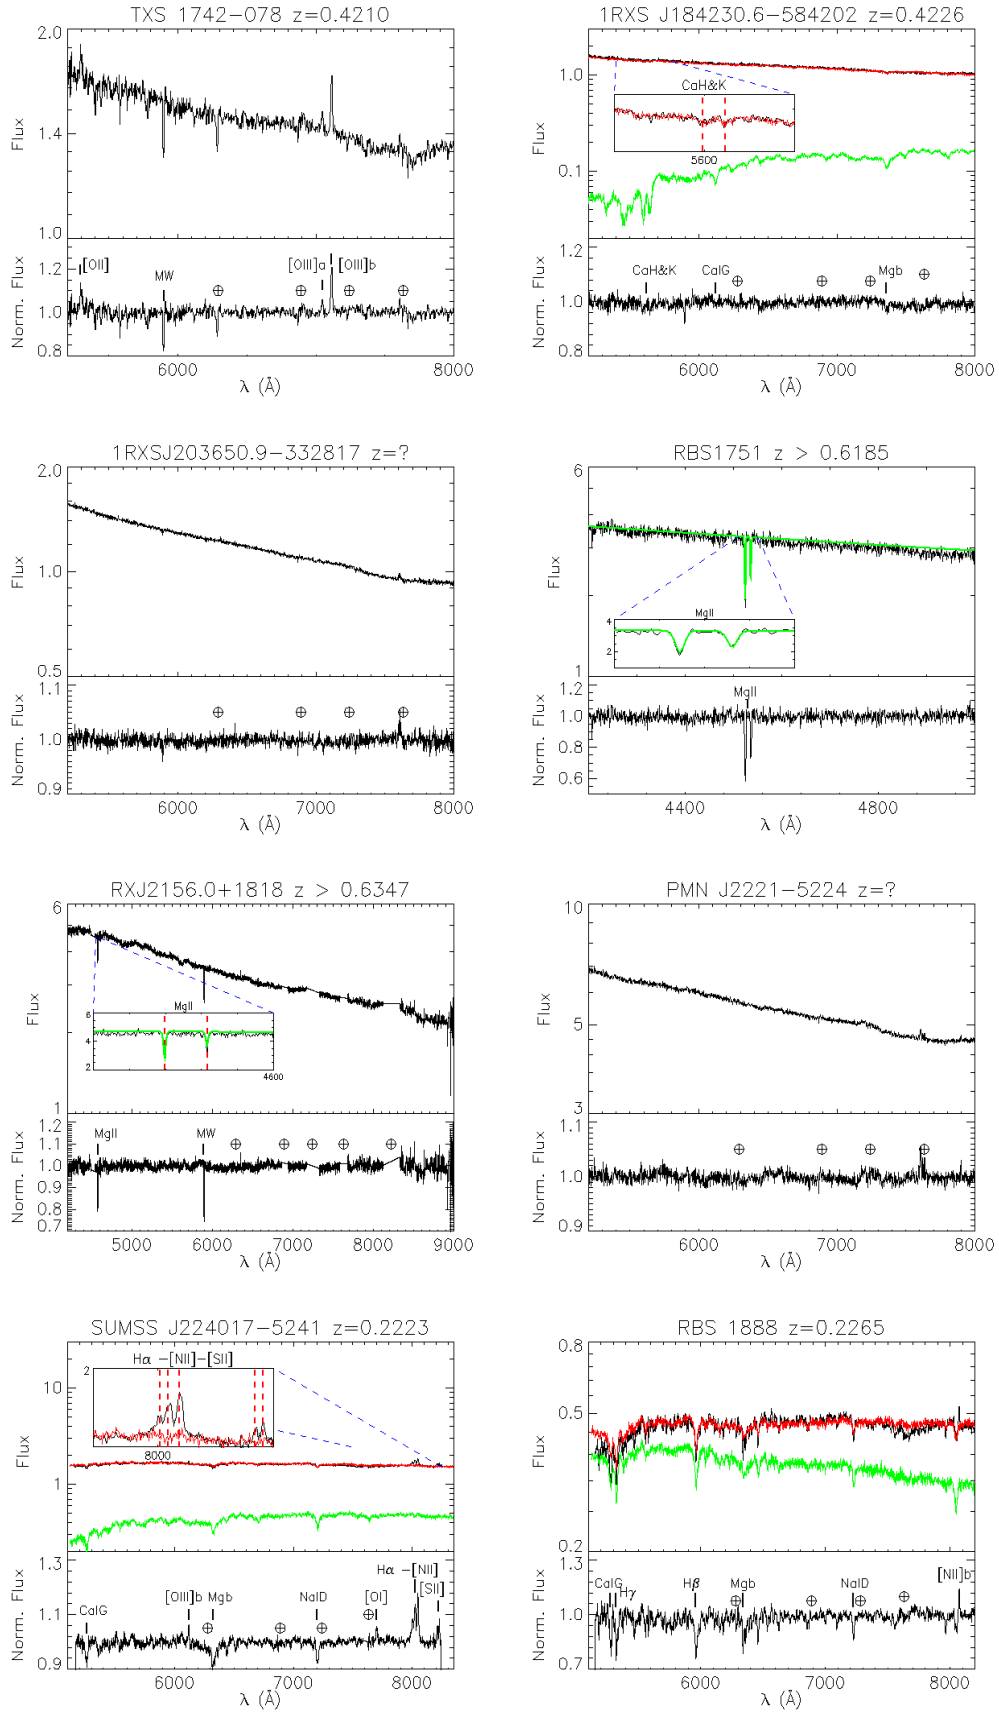 TXS 1742−078 z=0.4210
2.0
1.4
1.0
Flux
[OII]
MW
[OIII]a
[OIII]b
1.2
1.0
0.8
Norm. Flux
6000 7000 8000
λ (Å)
1RXS J184230.6−584202 z=0.4226
1.0
0.1
Flux
CaH&K
5600
CaH&K
CaIG
Mgb
1.2
1.0
0.8
Norm. Flux
6000 7000 8000
λ (Å)
1RXSJ203650.9−332817 z=?
2.0
1.0
0.5
Flux
1.1
1.0
0.9
Norm. Flux
6000 7000 8000
λ (Å)
RBS1751 z > 0.6185
6
1
Flux
MgII
4
2
MgII
1.2
1.0
0.8
0.6
Norm. Flux
4400 4800
λ (Å)
RXJ2156.0+1818 z > 0.6347
6
1
Flux
MgII
6
4
2
4600
MgII
MW
1.2
1.1
1.0
0.9
0.8
0.7
Norm. Flux
5000 6000 7000 8000 9000
λ (Å)
PMN J2221−5224 z=?
10
5
3
Flux
1.1
1.0
0.9
Norm. Flux
6000 7000 8000
λ (Å)
SUMSS J224017−5241 z=0.2223
10
1
Flux
Hα −[NII]−[SII]
2
8000
Hα −[NII]
[SII]
CaIG
[OIII]b
Mgb
NaID
[OI]
1.3
1.1
0.9
Norm. Flux
6000 7000 8000
λ (Å)
RBS 1888 z=0.2265
0.8
0.5
0.2
Flux
CaIG
Hγ
Hβ
Mgb
NaID
[NII]b
1.3
1.0
0.7
Norm. Flux
6000 7000 8000
λ (Å)